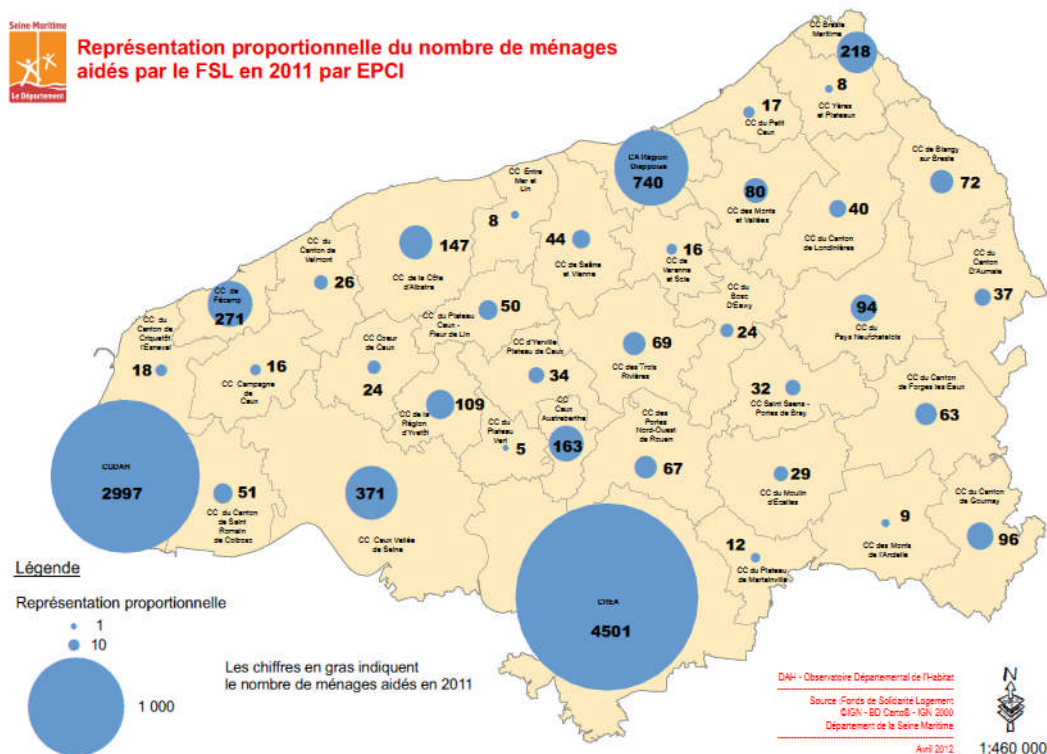 Seine-Maritime
Le Département
Représentation proportionnelle du nombre de ménages
aidés par le FSL en 2011 par EPCI
CC Bresle
Maritime
218
8
CC Yères
et Plateaux
17
CC du Petit
Caux
CA Région
Dieppoise
740
CC de Blangy
sur Bresle
72
80
CC des Monts
et Vallées
40
CC du Canton
de Londinières
CC Entre
Mer et
Lin
8
44
CC de Saâne
et Vienne
16
CC de
Varenne
et Scie
147
CC de la Côte
d'Albatre
CC du
Canton de
Valmont
26
CC de
Fécamp
271
CC du
Canton
D'Aumale
37
CC du
Bosc
D'Eawy
24
94
CC du
Pays Neufchatelois
CC du Plateau
Caux -
Fleur de Lin
50
CC du
Canton de
Criquetôt
l'Esneval
18
16
CC Campagne
de
Caux
CC Coeur
de Caux
24
CC d'Yerville
Plateau de Caux
34
69
CC des Trois
Rivières
32
CC Saint Saens -
Portes de Bray
CC du Canton
de Forges les Eaux
63
109
CC de la
Région
d'Yvetôt
CC du
Plateau
Vert
5
CC
Caux
Austreberthe
163
CC des
Portes
Nord-Ouest
de Rouen
67
29
CC du Moulin
d'Ecalles
CC du Canton
de Gournay
96
9
CC des Monts
de l'Andelle
12
CC du Plateau
de Martainville
CODAH
2997
51
CC du Canton
de Saint
Romain
de Colbosc
371
CC Caux Vallée
de Seine
CREA
4501
Légende
Représentation proportionnelle
1
10
1 000
Les chiffres en gras indiquent
le nombre de ménages aidés en 2011
DAH - Observatoire Départemental de l'Habitat
Source :Fonds de Solidarité Logement
©IGN - BD Carto® - IGN 2000
Département de la Seine Maritime
Avril 2012
N
1:460 000